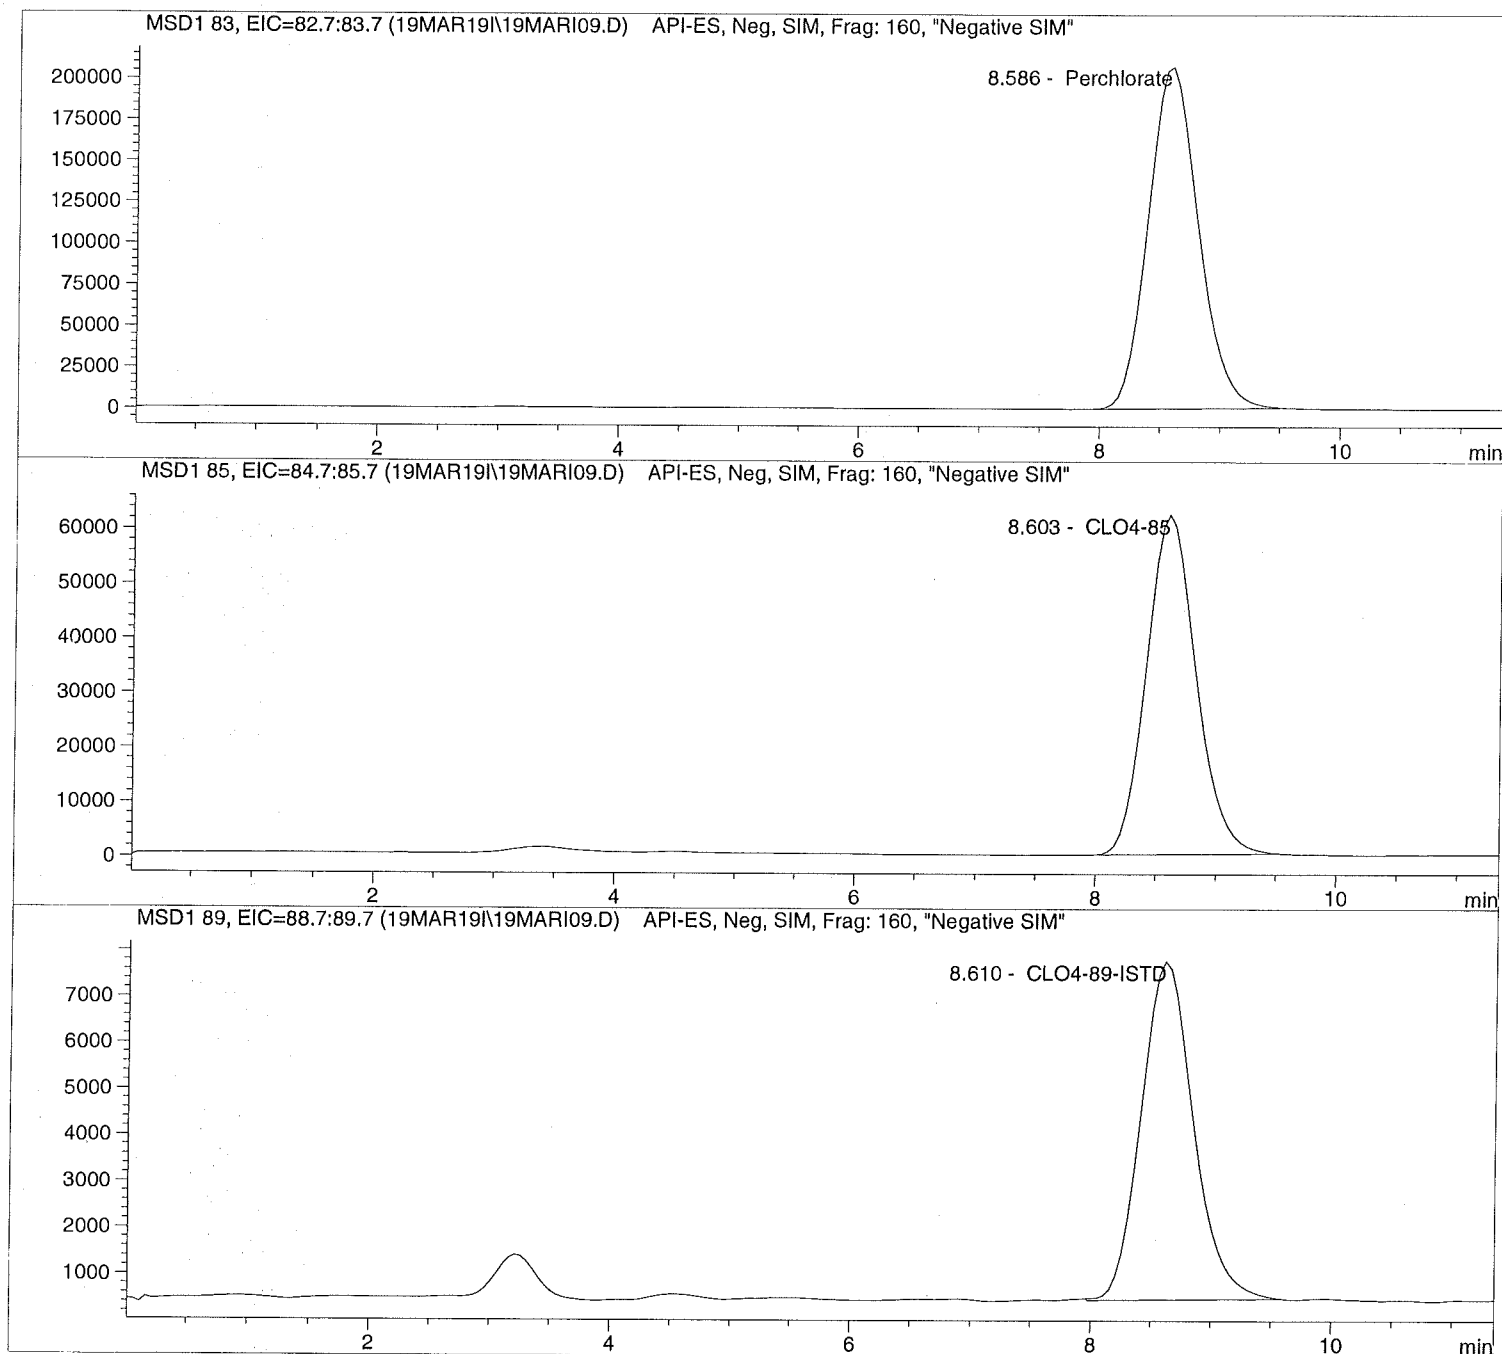 MSD1 83, EIC=82.7:83.7 (19MAR19I\19MARI09.D) API-ES, Neg, SIM, Frag: 160, "Negative SIM"
8.586 - Perchlorate
200000
175000
150000
125000
100000
75000
50000
25000
0
2 4 6 8 10 min
MSD1 85, EIC=84.7:85.7 (19MAR19I\19MARI09.D) API-ES, Neg, SIM, Frag: 160, "Negative SIM"
8.603 - CLO4-85
60000
50000
40000
30000
20000
10000
0
2 4 6 8 10 min
MSD1 89, EIC=88.7:89.7 (19MAR19I\19MARI09.D) API-ES, Neg, SIM, Frag: 160, "Negative SIM"
8.610 - CLO4-89-ISTD
7000
6000
5000
4000
3000
2000
1000
2 4 6 8 10 min